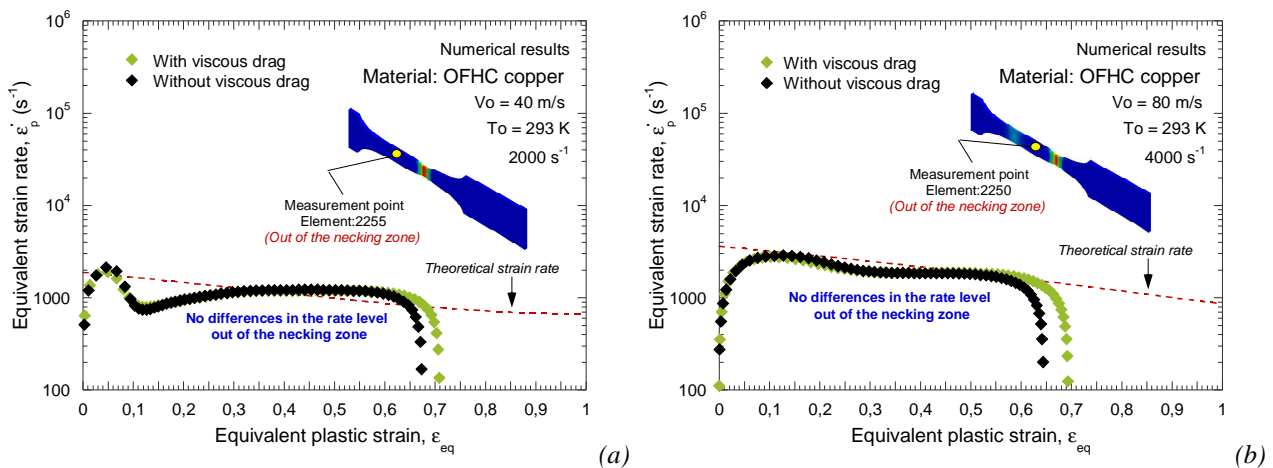 10⁶
10⁵
10⁴
1000
100
Equivalent strain rate, ε̇p (s⁻¹)
With viscous drag
Without viscous drag
Numerical results
Material: OFHC copper
Vo = 40 m/s
To = 293 K
2000 s⁻¹
Measurement point
Element:2255
(Out of the necking zone)
Theoretical strain rate
No differences in the rate level
out of the necking zone
0 0,1 0,2 0,3 0,4 0,5 0,6 0,7 0,8 0,9 1
Equivalent plastic strain, εeq
(a)
10⁶
10⁵
10⁴
1000
100
Equivalent strain rate, ε̇p (s⁻¹)
With viscous drag
Without viscous drag
Numerical results
Material: OFHC copper
Vo = 80 m/s
To = 293 K
4000 s⁻¹
Measurement point
Element:2250
(Out of the necking zone)
Theoretical strain rate
No differences in the rate level
out of the necking zone
0 0,1 0,2 0,3 0,4 0,5 0,6 0,7 0,8 0,9 1
Equivalent plastic strain, εeq
(b)